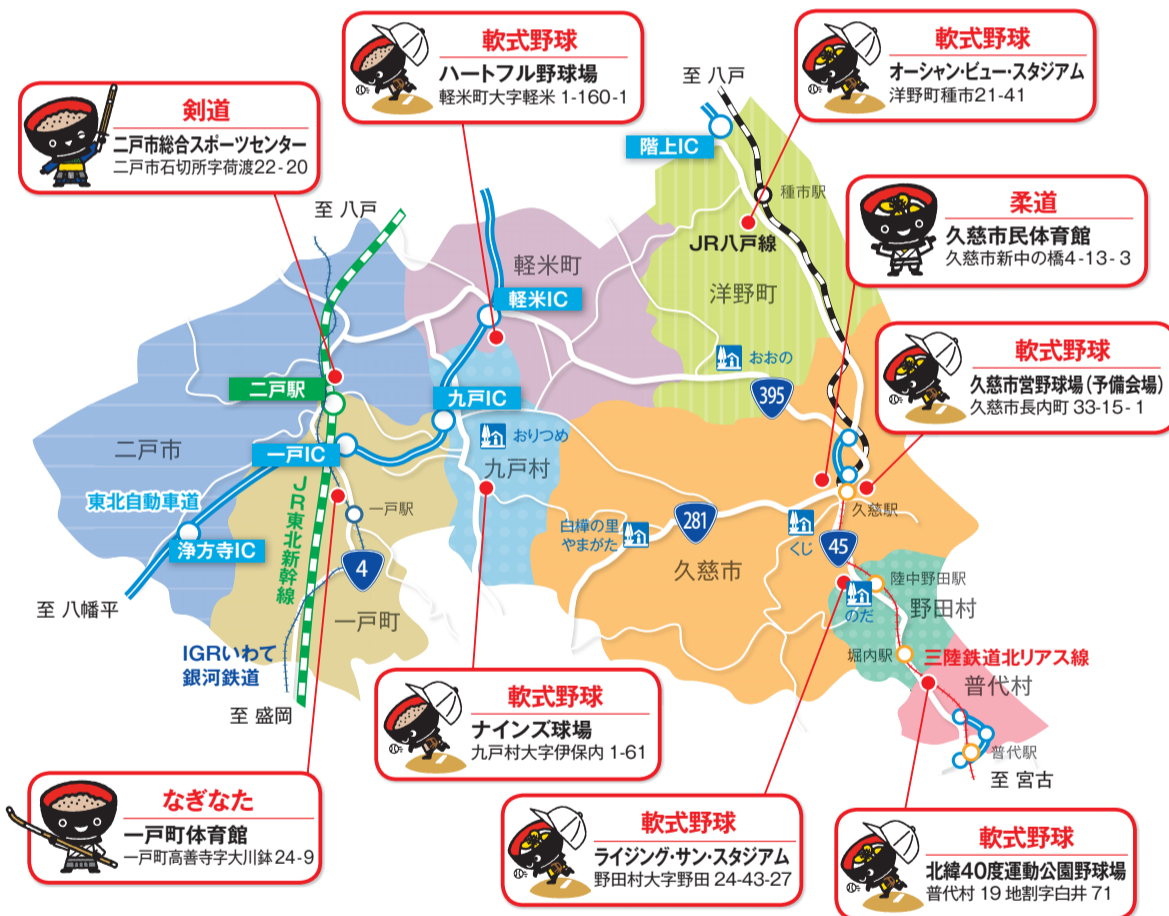 軟式野球
ハートフル野球場
軽米町大字軽米 1-160-1
軟式野球
オーシャン・ビュー・スタジアム
洋野町種市21-41
剣道
二戸市総合スポーツセンター
二戸市石切所字荷渡22-20
柔道
久慈市民体育館
久慈市新中の橋4-13-3
軟式野球
久慈市営野球場(予備会場)
久慈市長内町 33-15-1
至 八戸
階上IC
種市駅
JR八戸線
洋野町
至 八戸
軽米町
軽米IC
おおの
395
二戸駅
九戸IC
二戸市
一戸IC
おりつめ
九戸村
東北自動車道
JR東北新幹線
一戸駅
浄方寺IC
4
白樺の里
やまがた
281
久慈駅
くじ
45
久慈市
至 八幡平
一戸町
陸中野田駅
野田村
のだ
IGRいわて
銀河鉄道
堀内駅
三陸鉄道北リアス線
普代村
至 盛岡
普代駅
至 宮古
軟式野球
ナインズ球場
九戸村大字伊保内 1-61
なぎなた
一戸町体育館
一戸町高善寺字大川鉢24-9
軟式野球
ライジング・サン・スタジアム
野田村大字野田 24-43-27
軟式野球
北緯40度運動公園野球場
普代村 19 地割字白井 71